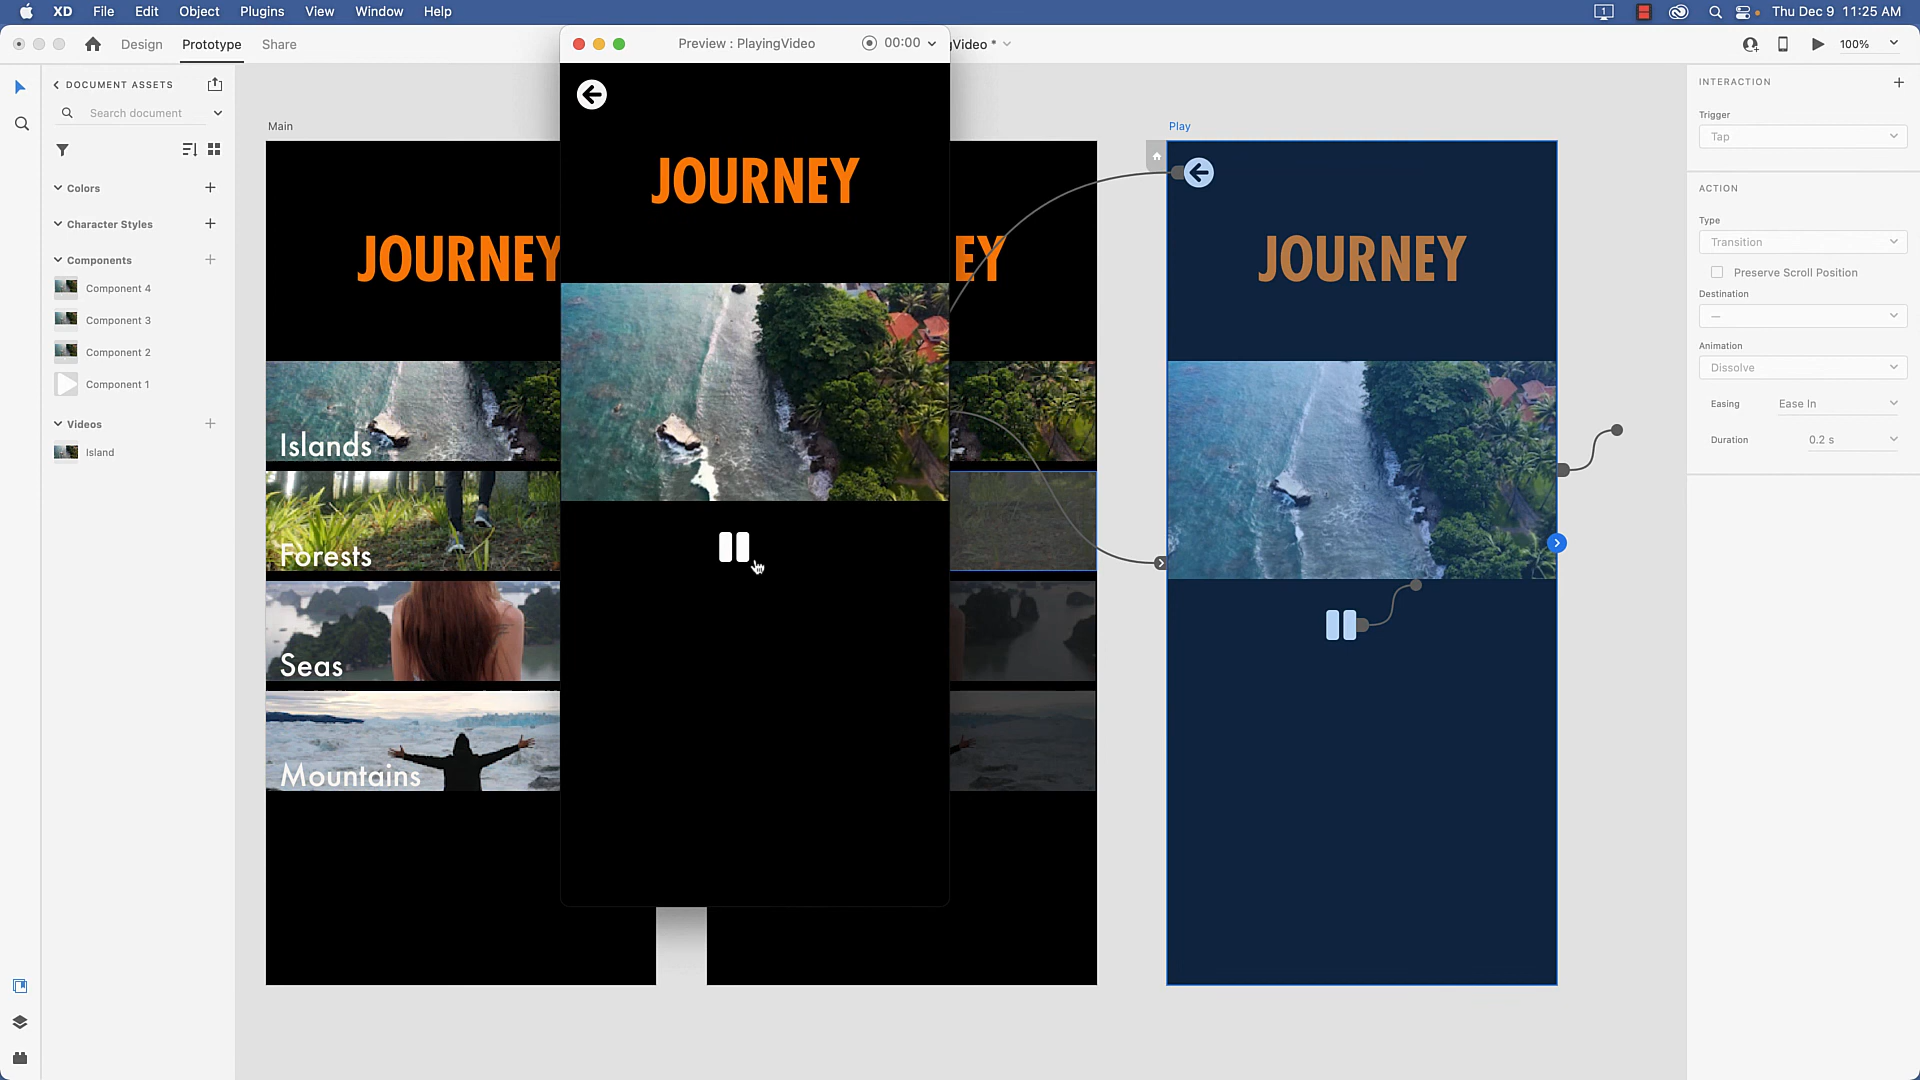 XD File Edit Object Plugins View Window Help
1
Thu Dec 9 11:25 AM
Design Prototype Share
Preview : PlayingVideo
00:00
gVideo *
100%
DOCUMENT ASSETS
Search document
Colors
Character Styles
Components
Component 4
Component 3
Component 2
Component 1
Videos
Island
Main
JOURNEY
Islands
Forests
Seas
Mountains
JOURNEY
EY
Play
JOURNEY
INTERACTION
Trigger
Tap
ACTION
Type
Transition
Preserve Scroll Position
Destination
—
Animation
Dissolve
Easing Ease In
Duration 0.2 s